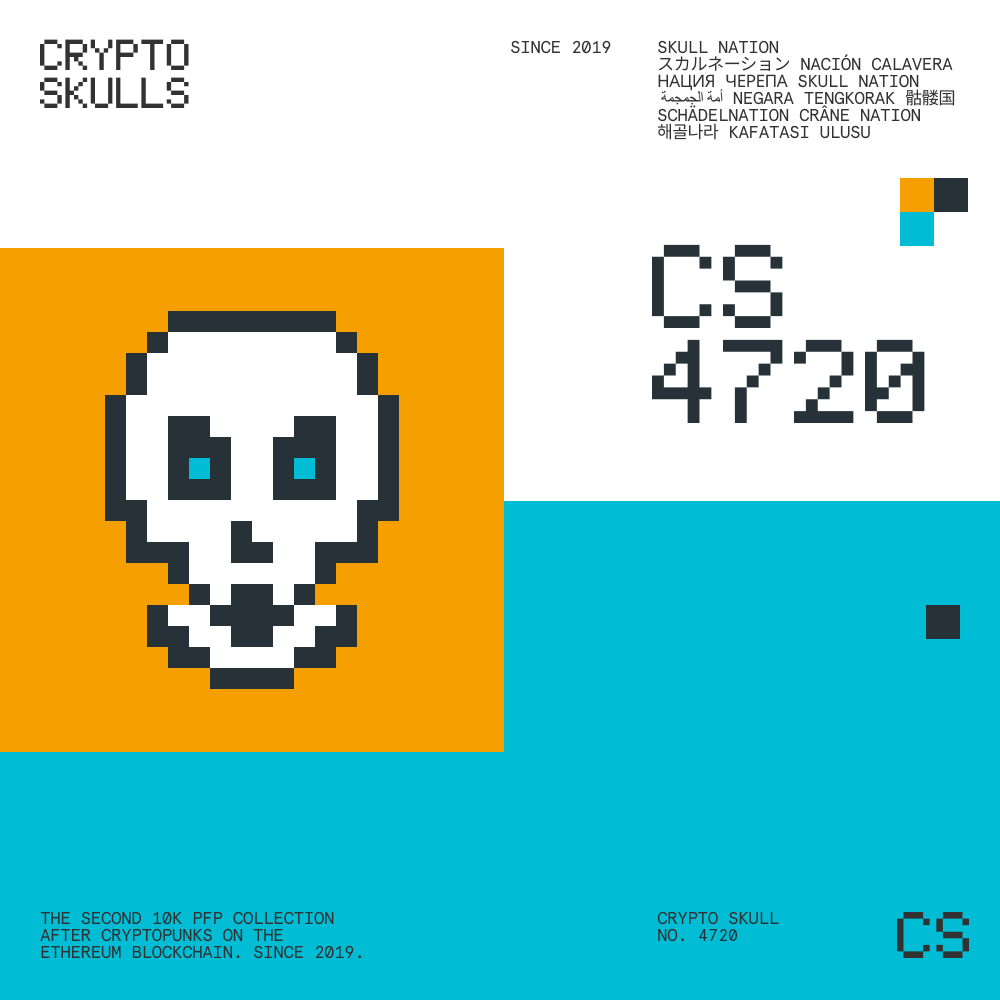 CRYPTO
SKULLS
SINCE 2019
SKULL NATION
スカルネーション NACIÓN CALAVERA
НАЦИЯ ЧЕРЕПА SKULL NATION
أمة الجمجمة NEGARA TENGKORAK 骷髅国
SCHÄDELNATION CRÂNE NATION
해골나라 KAFATASI ULUSU
CS
4720
THE SECOND 10K PFP COLLECTION
AFTER CRYPTOPUNKS ON THE
ETHEREUM BLOCKCHAIN. SINCE 2019.
CRYPTO SKULL
NO. 4720
CS